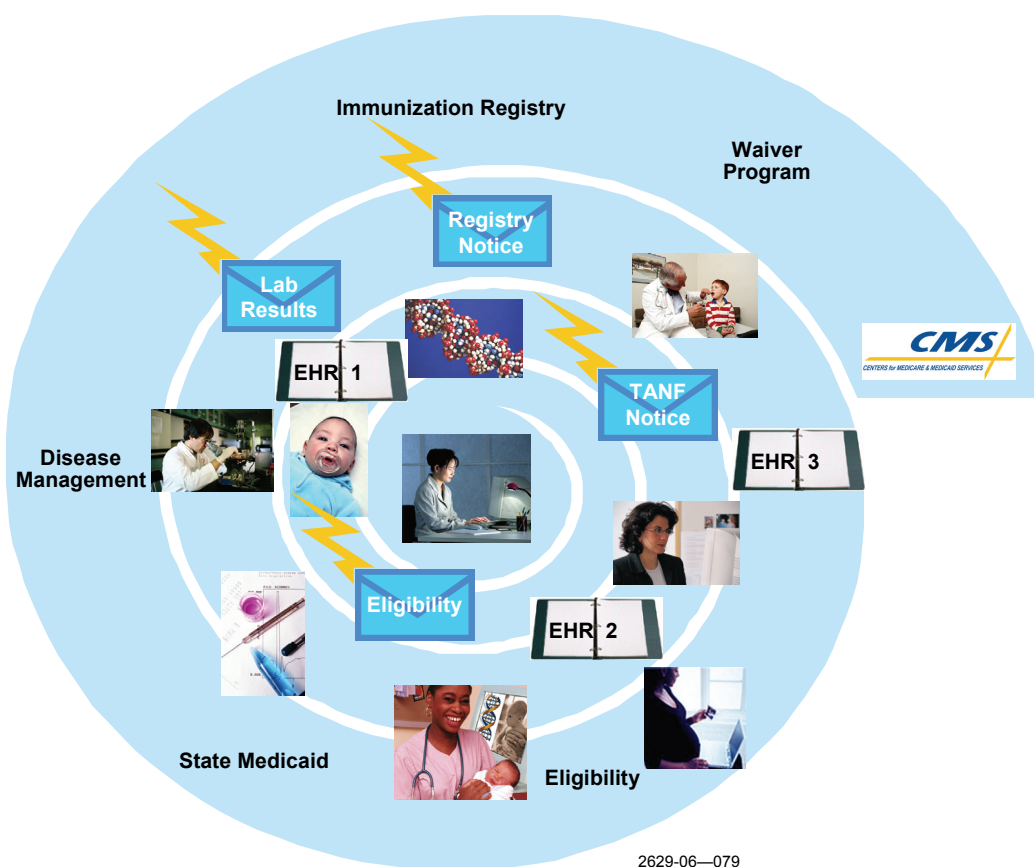 Immunization Registry
Waiver
Program
Registry
Notice
Lab
Results
CMS
CENTERS for MEDICARE & MEDICAID SERVICES
EHR 1
TANF
Notice
EHR 3
Disease
Management
Eligibility
EHR 2
State Medicaid
Eligibility
2629-06—079